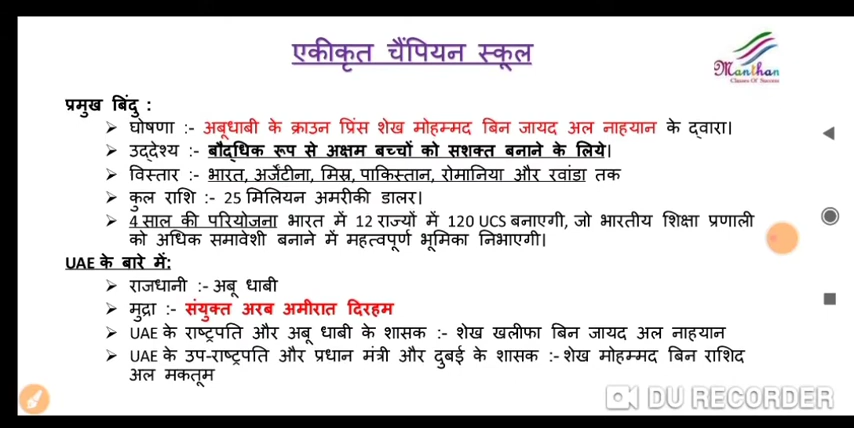 एकीकृत चैंपियन स्कूल
Manthan
Classes Of Success
प्रमुख बिंदु :
➤ घोषणा :- अबूधाबी के क्राउन प्रिंस शेख मोहम्मद बिन जायद अल नाहयान के द्वारा।
➤ उद्देश्य :- बौद्धिक रूप से अक्षम बच्चों को सशक्त बनाने के लिये।
➤ विस्तार :- भारत, अर्जेंटीना, मिस्र, पाकिस्तान, रोमानिया और रवांडा तक
➤ कुल राशि :- 25 मिलियन अमरीकी डालर।
➤ 4 साल की परियोजना भारत में 12 राज्यों में 120 UCS बनाएगी, जो भारतीय शिक्षा प्रणाली
को अधिक समावेशी बनाने में महत्वपूर्ण भूमिका निभाएगी।
UAE के बारे में:
➤ राजधानी :- अबू धाबी
➤ मुद्रा :- संयुक्त अरब अमीरात दिरहम
➤ UAE के राष्ट्रपति और अबू धाबी के शासक :- शेख खलीफा बिन जायद अल नाहयान
➤ UAE के उप-राष्ट्रपति और प्रधान मंत्री और दुबई के शासक :- शेख मोहम्मद बिन राशिद
अल मकतूम
DU RECORDER